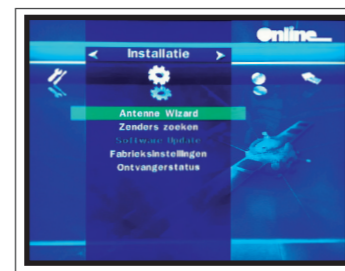 Online
Installatie
Antenne Wizard
Zenders zoeken
Software Update
Fabrieksinstellingen
Ontvangerstatus